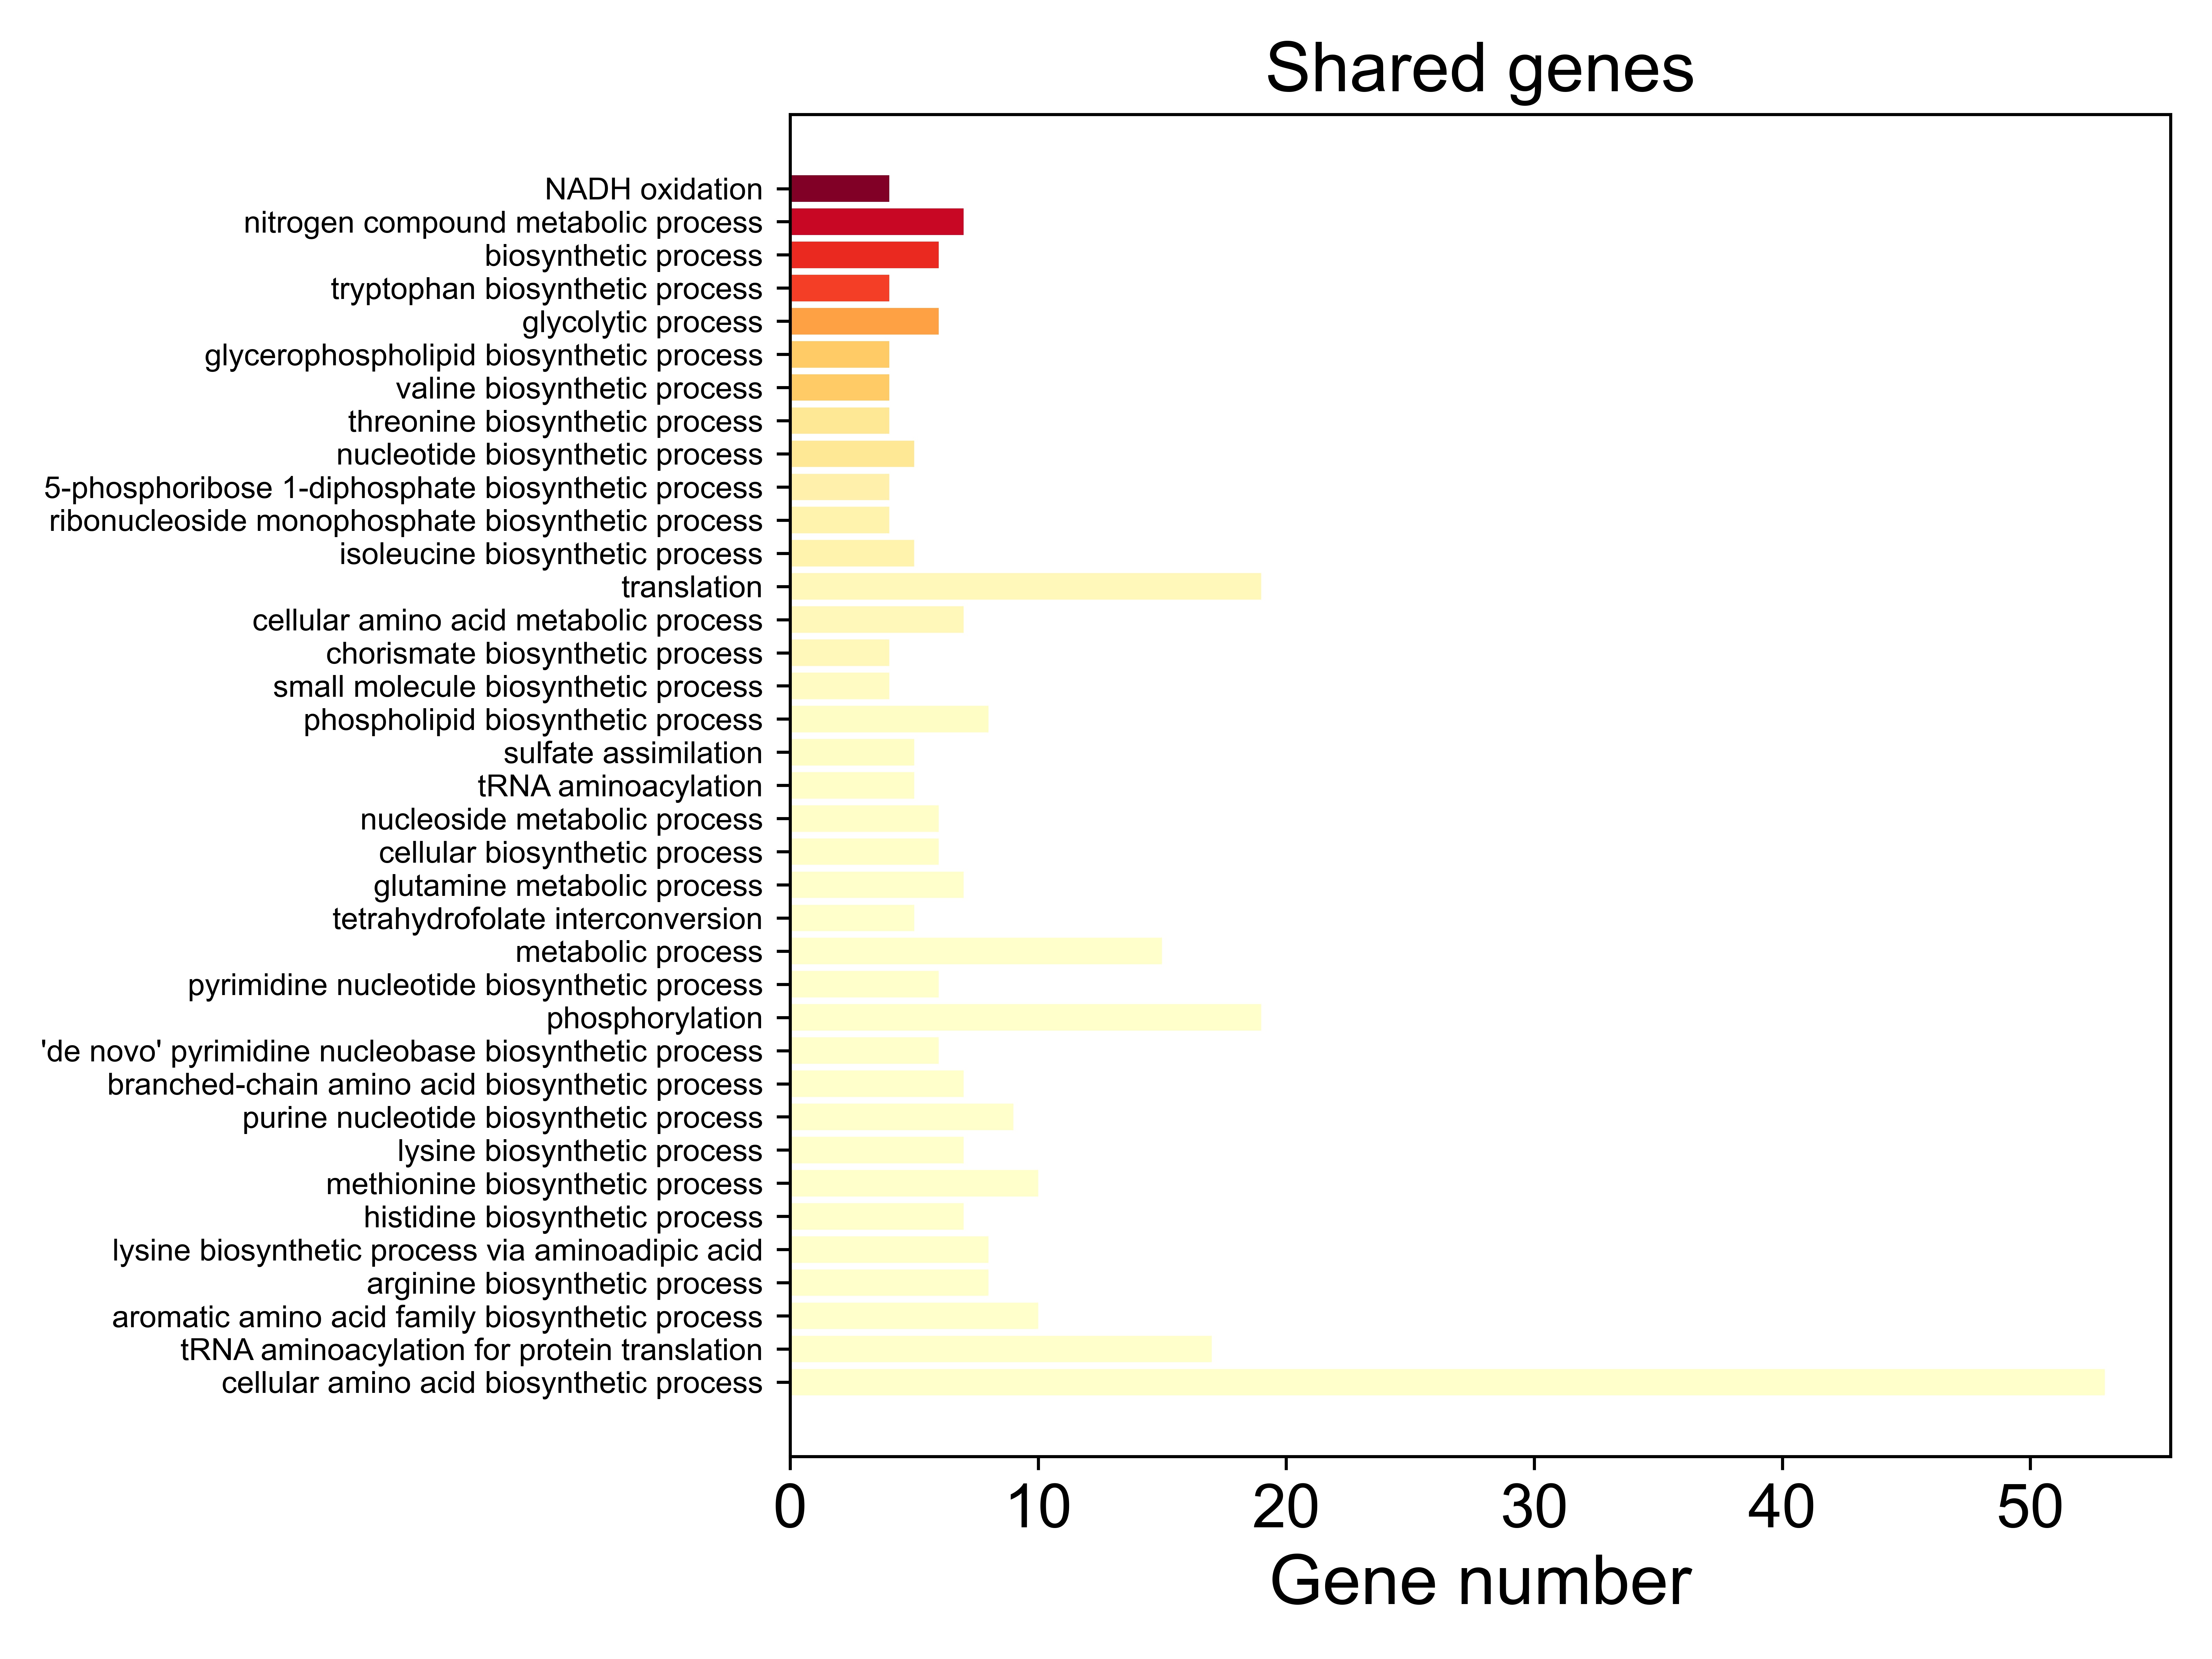 Shared genes
NADH oxidation
nitrogen compound metabolic process
biosynthetic process
tryptophan biosynthetic process
glycolytic process
glycerophospholipid biosynthetic process
valine biosynthetic process
threonine biosynthetic process
nucleotide biosynthetic process
5-phosphoribose 1-diphosphate biosynthetic process
ribonucleoside monophosphate biosynthetic process
isoleucine biosynthetic process
translation
cellular amino acid metabolic process
chorismate biosynthetic process
small molecule biosynthetic process
phospholipid biosynthetic process
sulfate assimilation
tRNA aminoacylation
nucleoside metabolic process
cellular biosynthetic process
glutamine metabolic process
tetrahydrofolate interconversion
metabolic process
pyrimidine nucleotide biosynthetic process
phosphorylation
'de novo' pyrimidine nucleobase biosynthetic process
branched-chain amino acid biosynthetic process
purine nucleotide biosynthetic process
lysine biosynthetic process
methionine biosynthetic process
histidine biosynthetic process
lysine biosynthetic process via aminoadipic acid
arginine biosynthetic process
aromatic amino acid family biosynthetic process
tRNA aminoacylation for protein translation
cellular amino acid biosynthetic process
0 10 20 30 40 50
Gene number